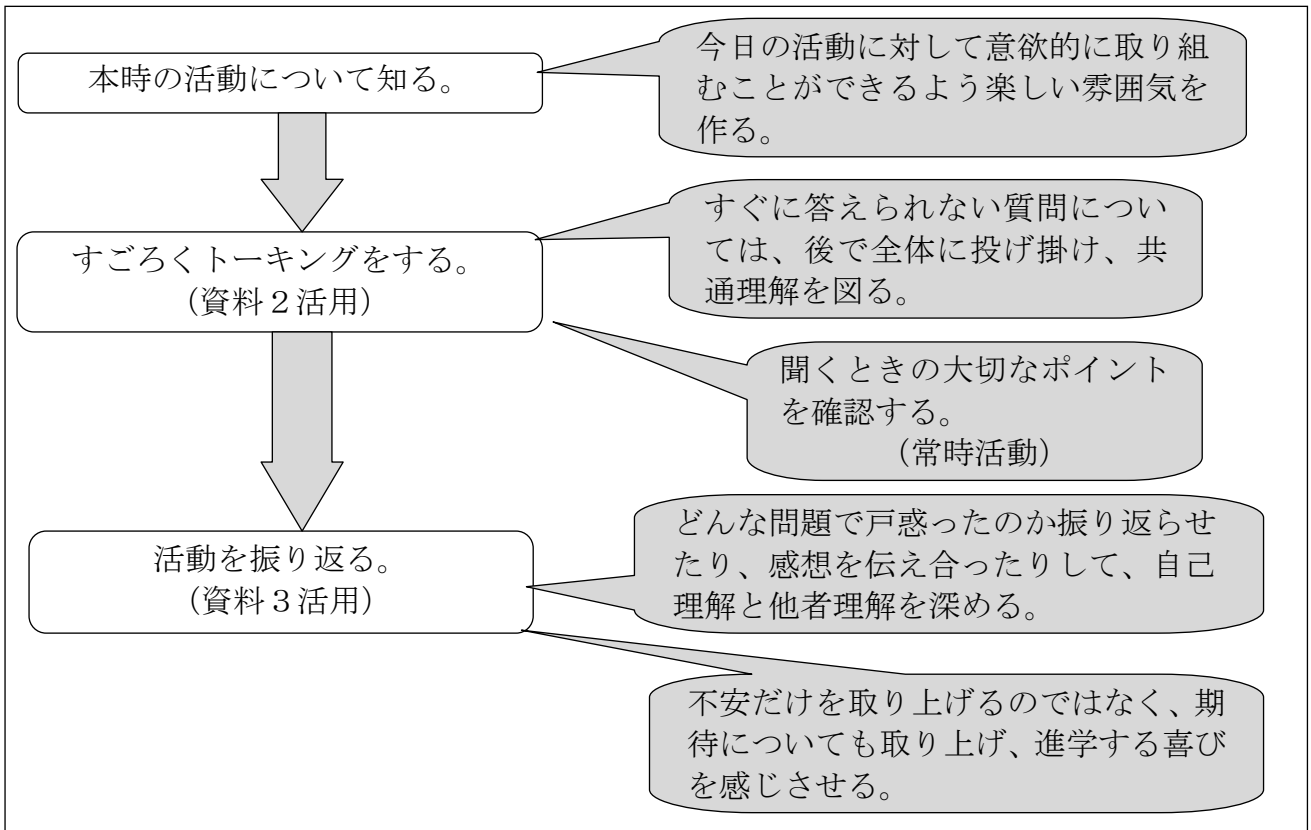 本時の活動について知る。
今日の活動に対して意欲的に取り組
むことができるよう楽しい雰囲気を
作る。
すごろくトーキングをする。
（資料２活用）
すぐに答えられない質問につい
ては、後で全体に投げ掛け、共
通理解を図る。
聞くときの大切なポイント
を確認する。
（常時活動）
活動を振り返る。
（資料３活用）
どんな問題で戸惑ったのか振り返らせ
たり、感想を伝え合ったりして、自己
理解と他者理解を深める。
不安だけを取り上げるのではなく、期
待についても取り上げ、進学する喜び
を感じさせる。